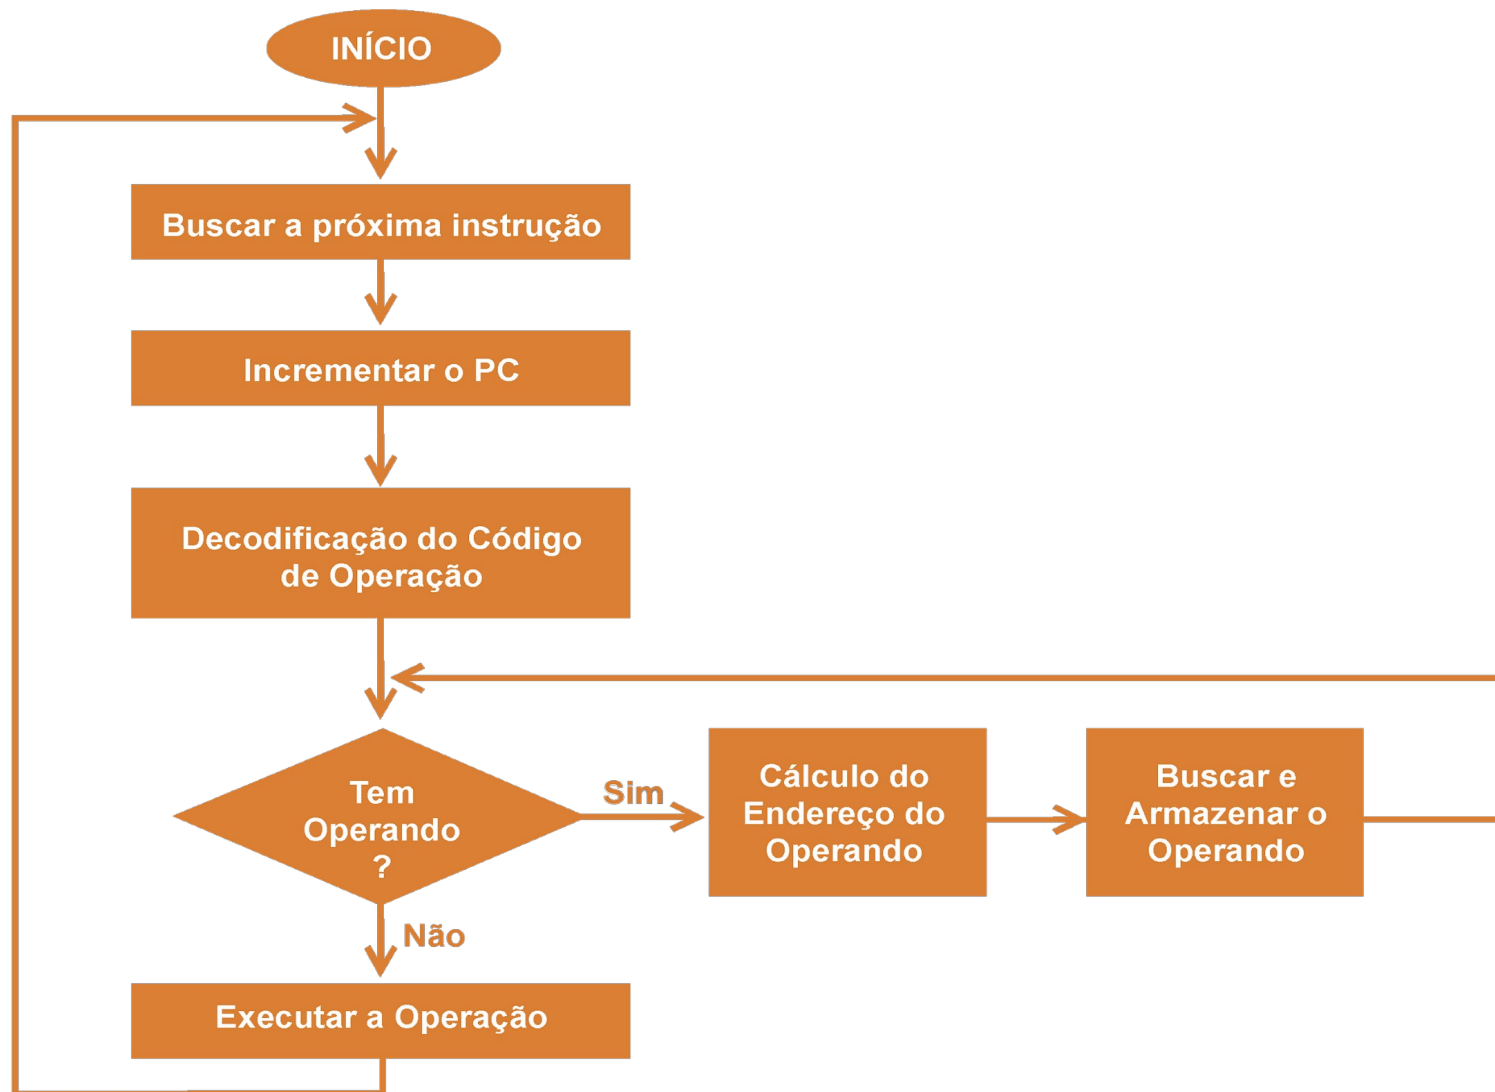 INÍCIO
Buscar a próxima instrução
Incrementar o PC
Decodificação do Código
de Operação
Tem
Operando
?
Sim
Cálculo do
Endereço do
Operando
Buscar e
Armazenar o
Operando
Não
Executar a Operação